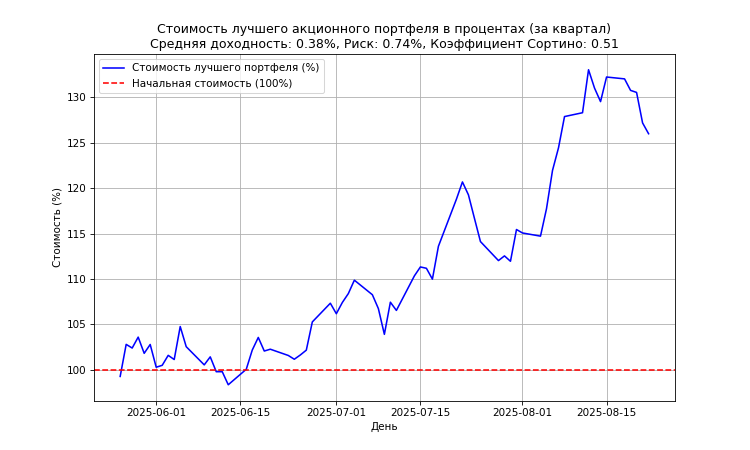 Стоимость лучшего акционного портфеля в процентах (за квартал)
Средняя доходность: 0.38%, Риск: 0.74%, Коэффициент Сортино: 0.51
Стоимость лучшего портфеля (%)
Начальная стоимость (100%)
Стоимость (%)
130
125
120
115
110
105
100
2025-06-01
2025-06-15
2025-07-01
2025-07-15
2025-08-01
2025-08-15
День